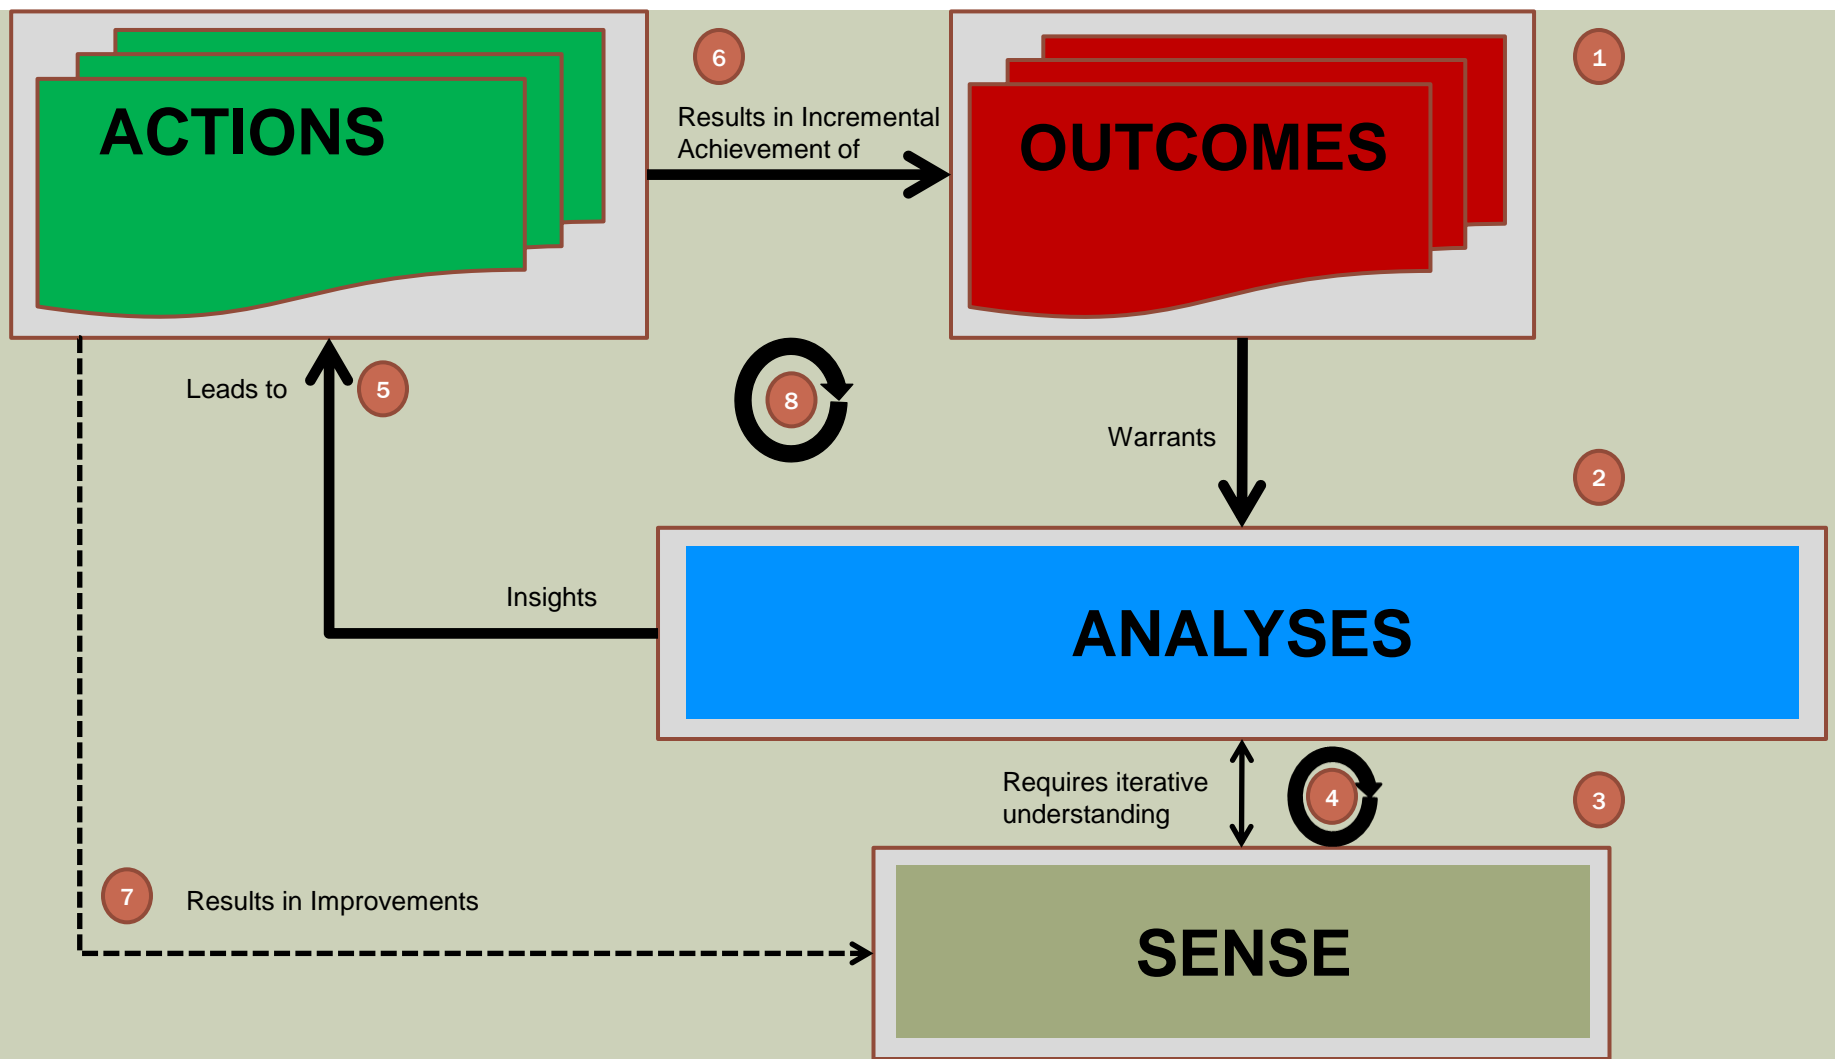 ACTIONS
6
Results in Incremental
Achievement of
OUTCOMES
1
Leads to
5
8
Warrants
2
Insights
ANALYSES
Requires iterative
understanding
4
3
7
Results in Improvements
SENSE